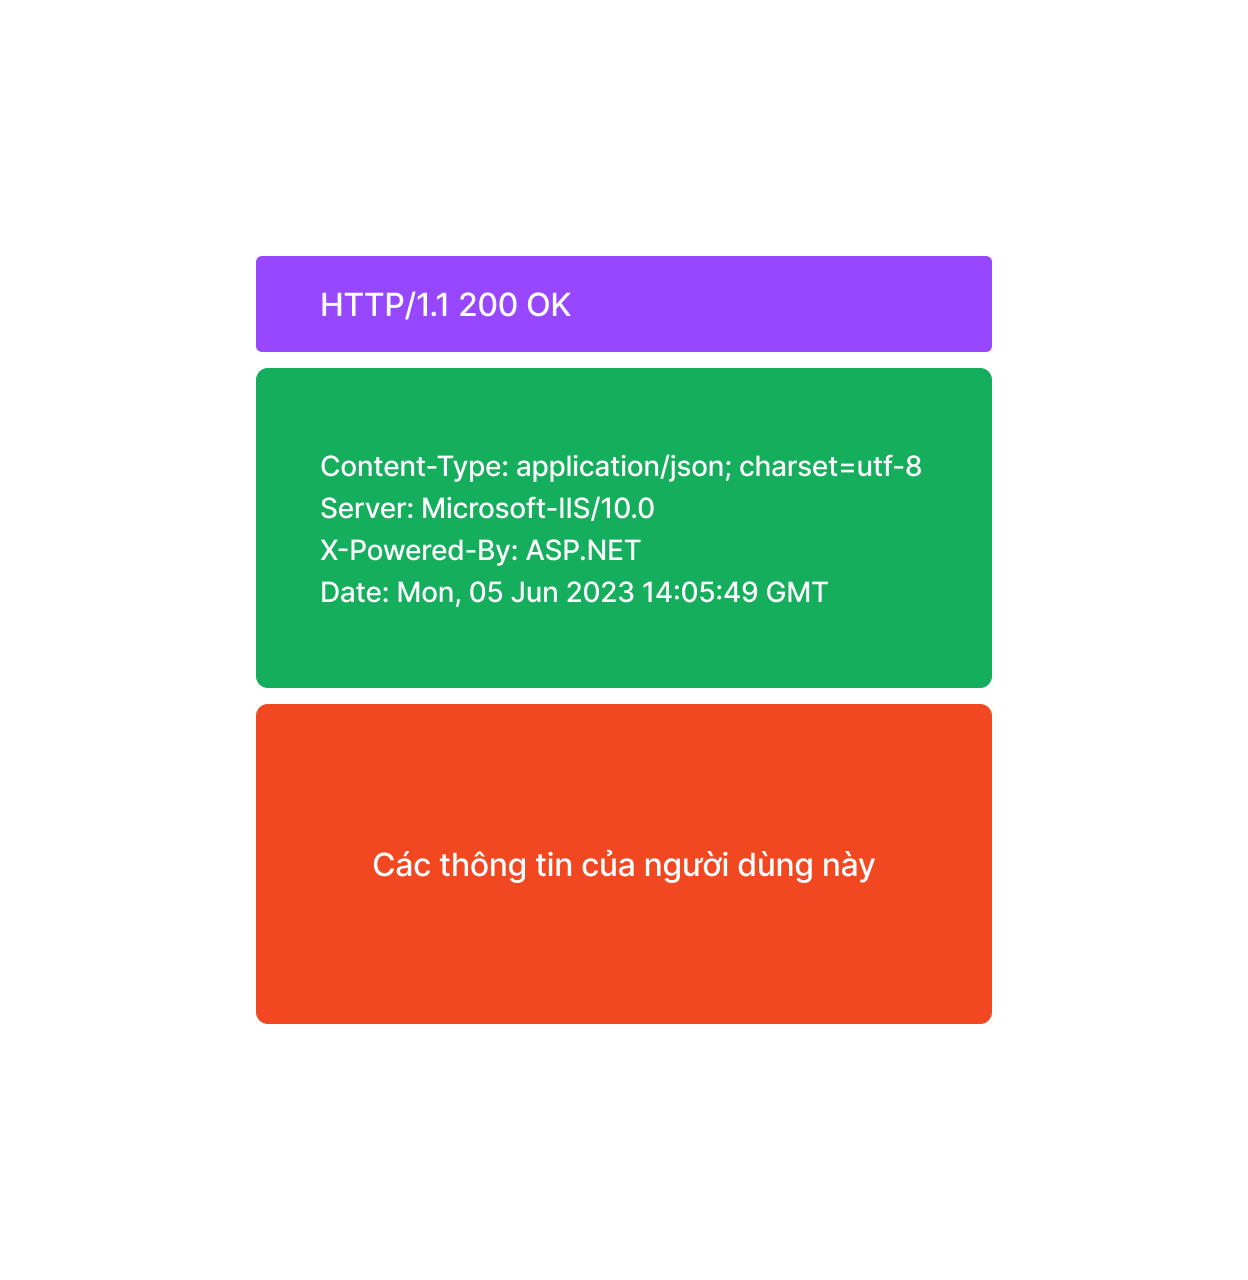 HTTP/1.1 200 OK
Content-Type: application/json; charset=utf-8
Server: Microsoft-IIS/10.0
X-Powered-By: ASP.NET
Date: Mon, 05 Jun 2023 14:05:49 GMT
Các thông tin của người dùng này